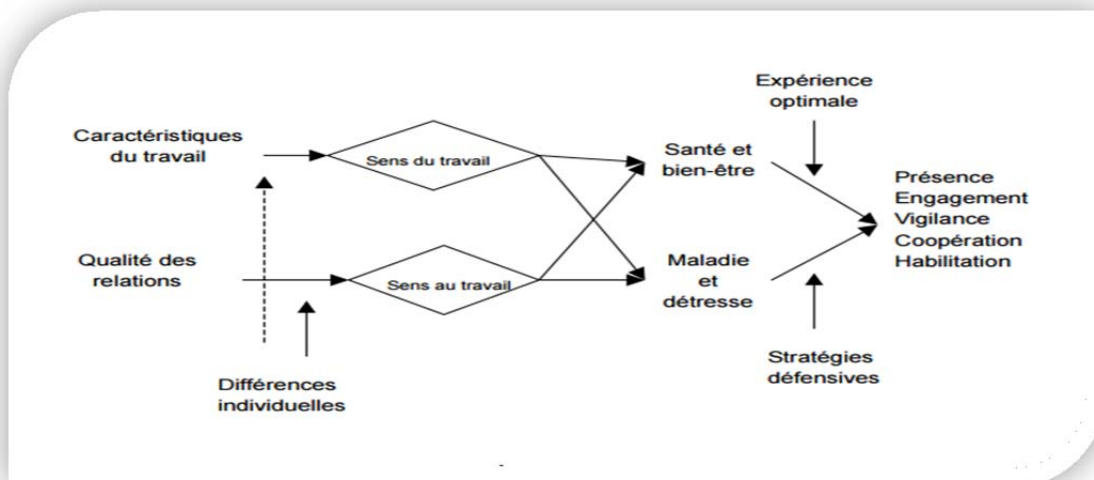 Expérience
optimale
Caractéristiques
du travail
Sens du travail
Santé et
bien-être
Présence
Engagement
Vigilance
Coopération
Habilitation
Qualité des
relations
Sens au travail
Maladie
et
détresse
Stratégies
défensives
Différences
individuelles